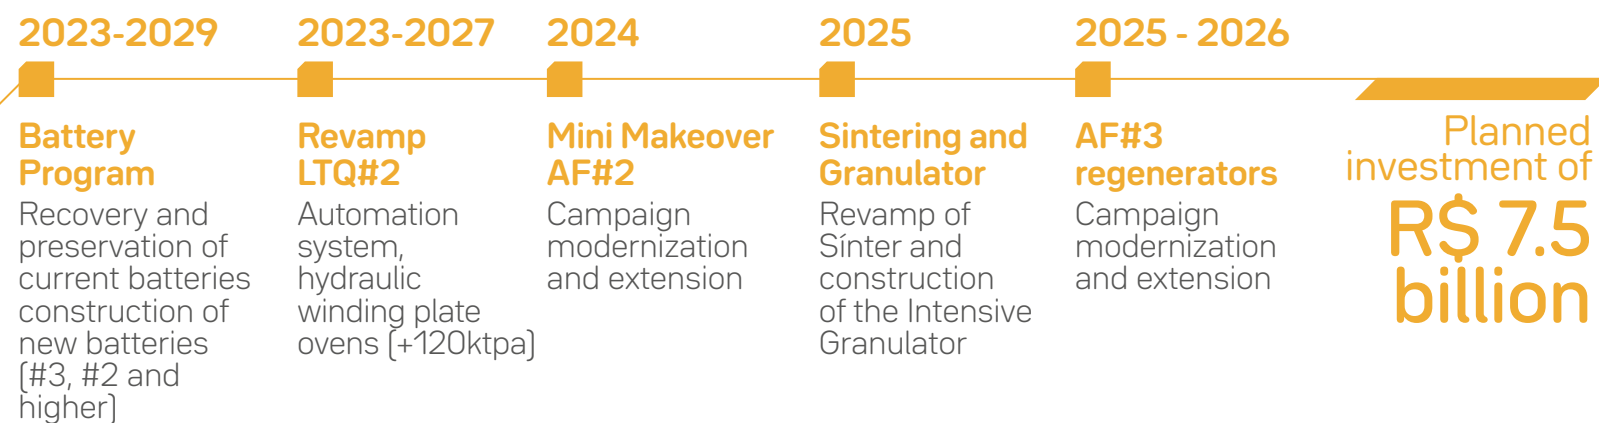 2023-2029
Battery
Program
Recovery and
preservation of
current batteries
construction of
new batteries
(#3, #2 and
higher)
2023-2027
Revamp
LTQ#2
Automation
system,
hydraulic
winding plate
ovens (+120ktpa)
2024
Mini Makeover
AF#2
Campaign
modernization
and extension
2025
Sintering and
Granulator
Revamp of
Sínter and
construction
of the Intensive
Granulator
2025 - 2026
AF#3
regenerators
Campaign
modernization
and extension
Planned
investment of
R$ 7.5
billion